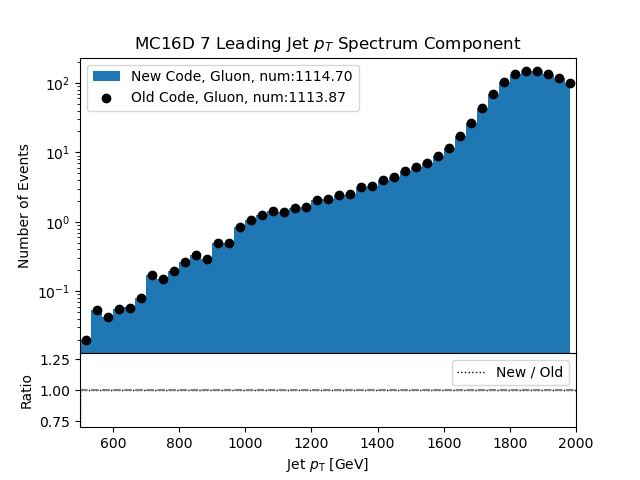 MC16D 7 Leading Jet $p_T$ Spectrum Component
New Code, Gluon, num:1114.70
Old Code, Gluon, num:1113.87
Number of Events
10²
10¹
10⁰
10⁻¹
New / Old
Ratio
1.25
1.00
0.75
600 800 1000 1200 1400 1600 1800 2000
Jet $p_T$ [GeV]